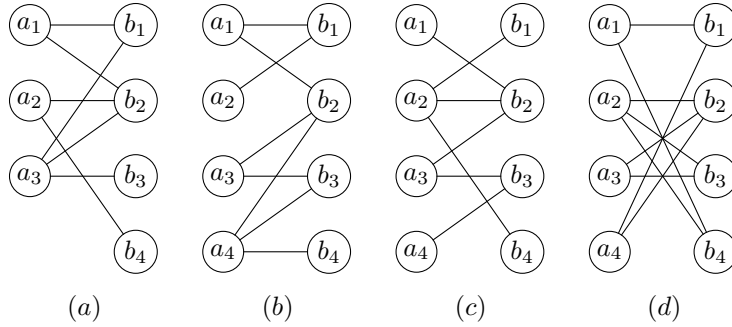 a₁ b₁ a₁ b₁ a₁ b₁ a₁ b₁
a₂ b₂ a₂ b₂ a₂ b₂ a₂ b₂
a₃ b₃ a₃ b₃ a₃ b₃ a₃ b₃
b₄ a₄ b₄ a₄ b₄ a₄ b₄
(a) (b) (c) (d)